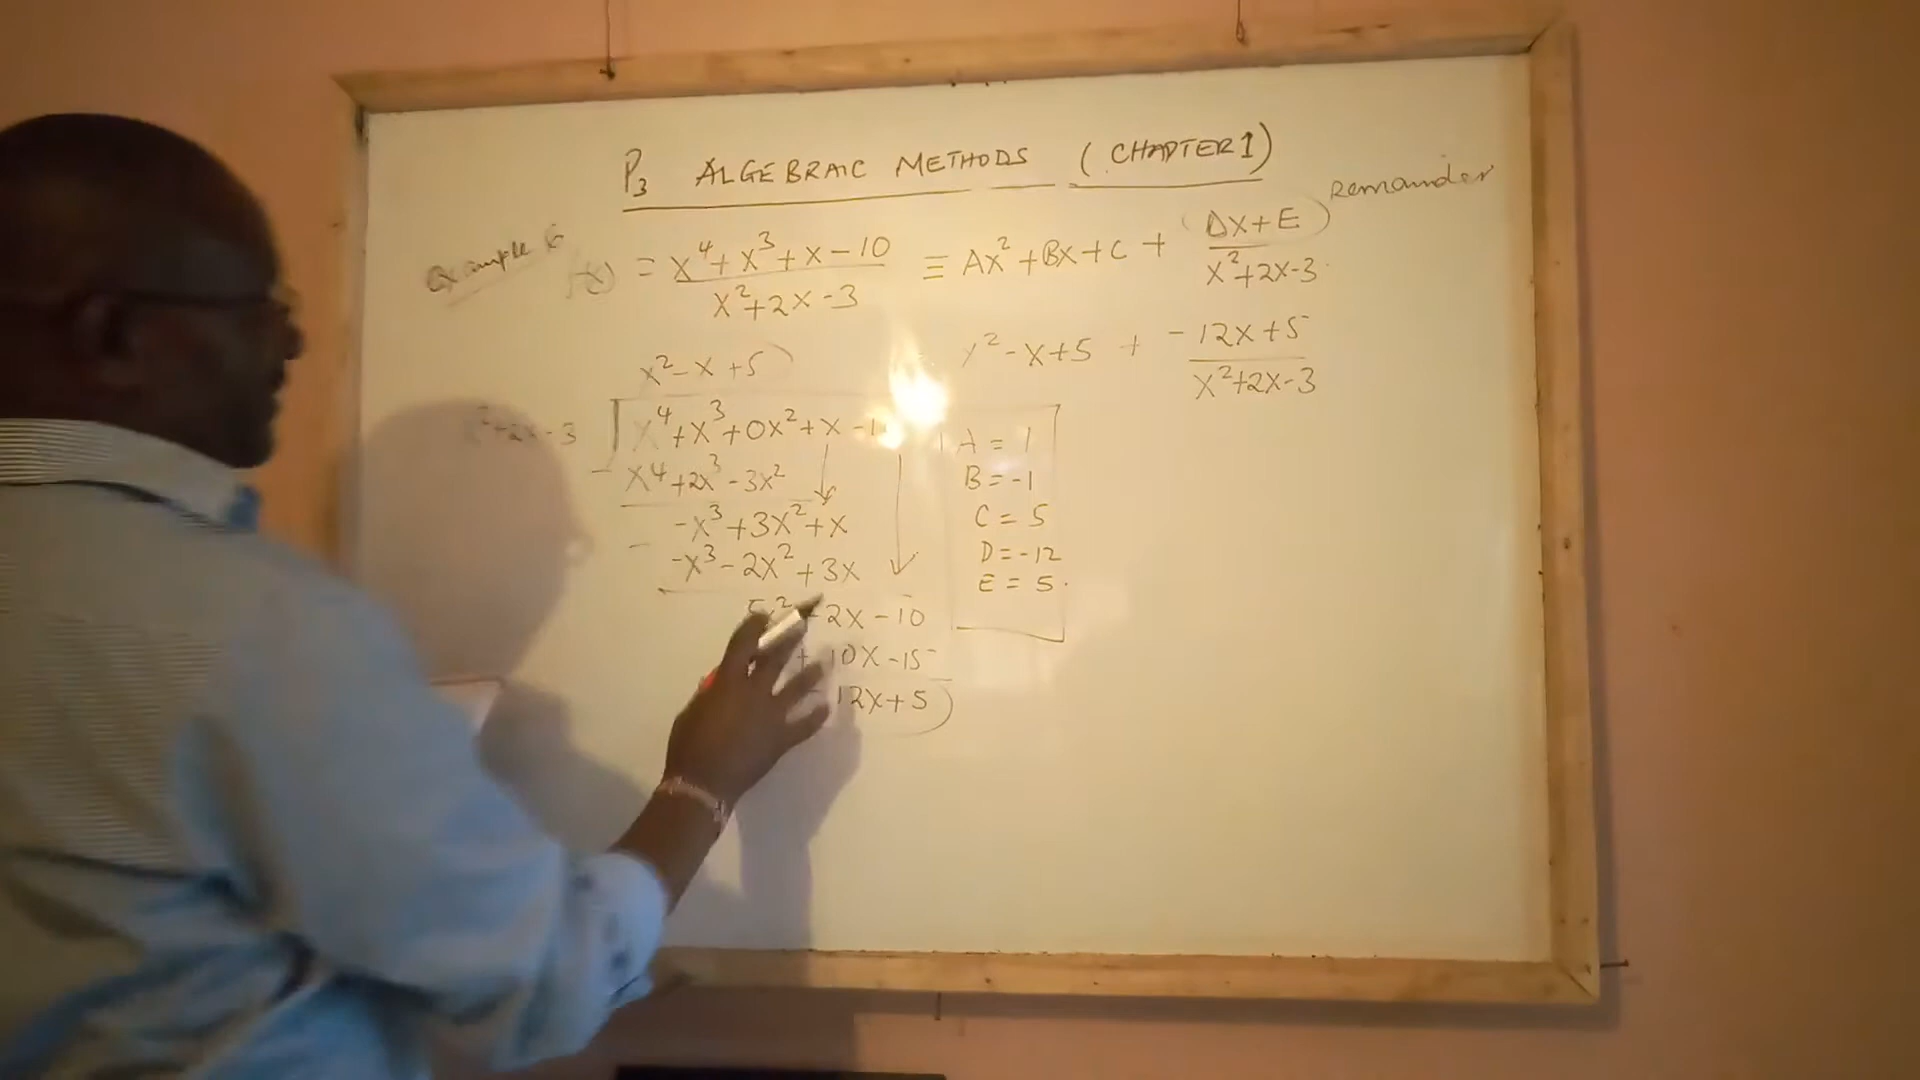 P3 ALGEBRAIC METHODS (CHAPTER 1)
Example 6 f(x) = (x⁴ + x³ + x - 10)/(x² + 2x - 3) ≡ Ax² + Bx + C + (Dx + E)/(x² + 2x - 3) remainder
x² - x + 5 + (-12x + 5)/(x² + 2x - 3)
x² - x + 5
x² + 2x - 3 x⁴ + x³ + 0x² + x - 1
- x⁴ + 2x³ - 3x²
-x³ + 3x² + x
- -x³ - 2x² + 3x
5x² - 2x - 10
+ 10x - 15
- 12x + 5
A = 1
B = -1
C = 5
D = -12
E = 5.